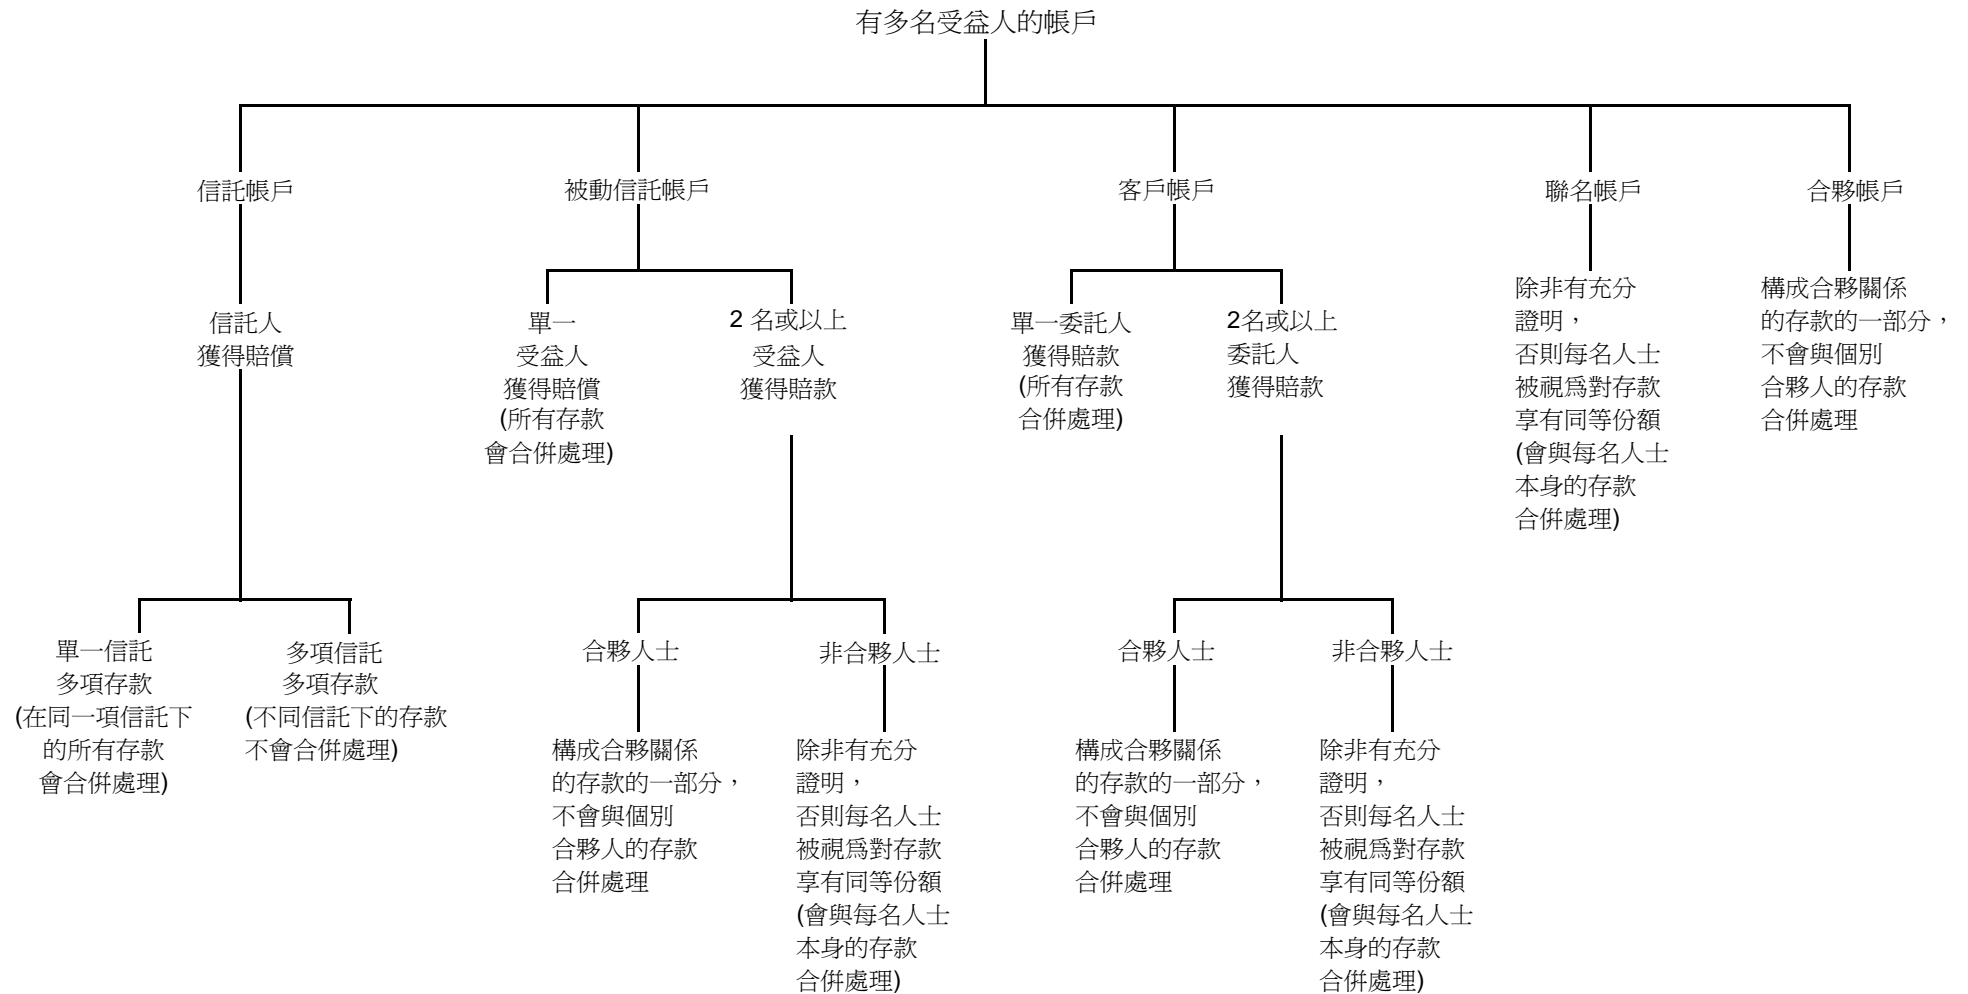 有多名受益人的帳戶
信託帳戶
被動信託帳戶
客戶帳戶
聯名帳戶
合夥帳戶
信託人
獲得賠償
單一
受益人
獲得賠償
(所有存款
會合併處理)
2 名或以上
受益人
獲得賠款
單一委託人
獲得賠款
(所有存款
合併處理)
2名或以上
委託人
獲得賠款
除非有充分
證明，
否則每名人士
被視為對存款
享有同等份額
(會與每名人士
本身的存款
合併處理)
構成合夥關係
的存款的一部分，
不會與個別
合夥人的存款
合併處理
單一信託
多項存款
(在同一項信託下
的所有存款
會合併處理)
多項信託
多項存款
(不同信託下的存款
不會合併處理)
合夥人士
非合夥人士
合夥人士
非合夥人士
構成合夥關係
的存款的一部分，
不會與個別
合夥人的存款
合併處理
除非有充分
證明，
否則每名人士
被視為對存款
享有同等份額
(會與每名人士
本身的存款
合併處理)
構成合夥關係
的存款的一部分，
不會與個別
合夥人的存款
合併處理
除非有充分
證明，
否則每名人士
被視為對存款
享有同等份額
(會與每名人士
本身的存款
合併處理)